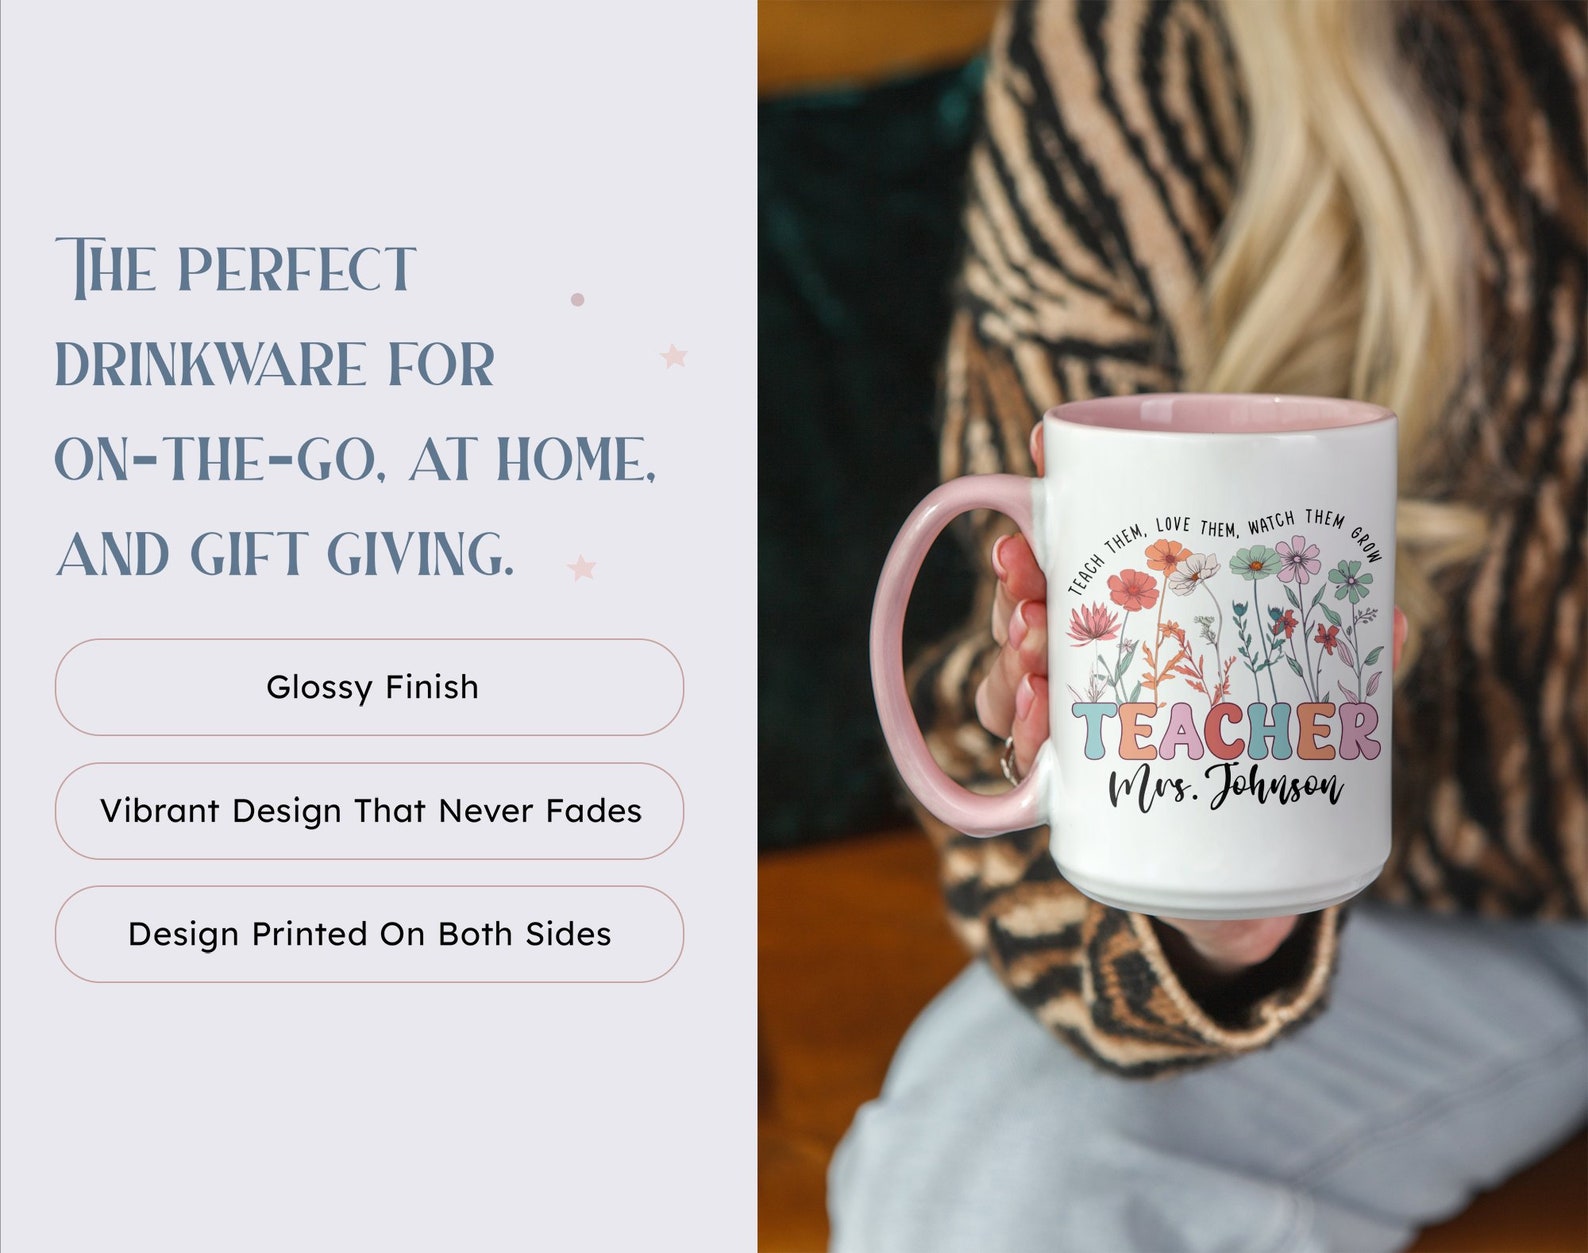 The perfect
drinkware for
on-the-go, at home,
and gift giving.
Glossy Finish
Vibrant Design That Never Fades
Design Printed On Both Sides
TEACH THEM, LOVE THEM, WATCH THEM GROW
TEACHER
Mrs. Johnson